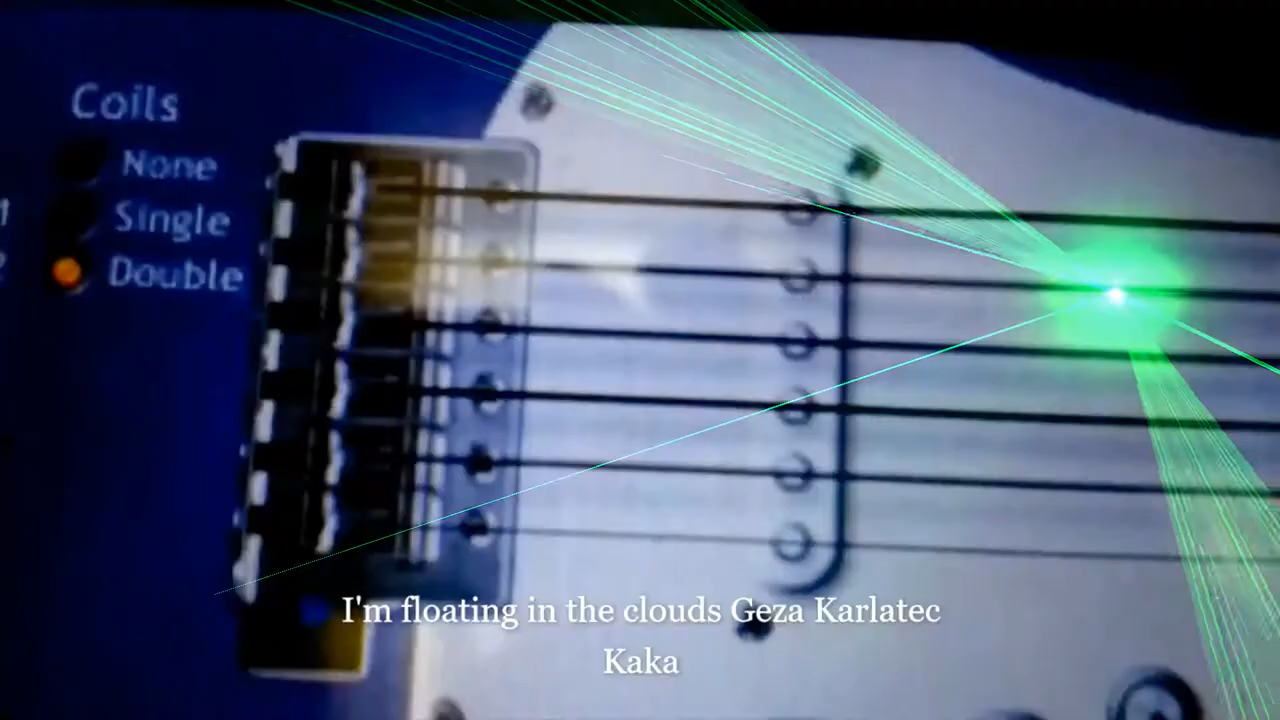 Coils
None
Single
Double
I'm floating in the clouds Geza Karlatec
Kaka